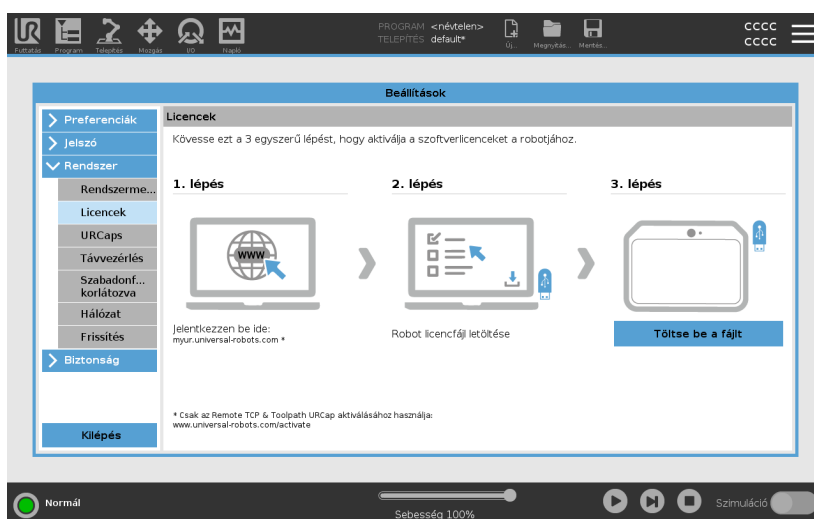 UR
PROGRAM <névtelen>
TELEPÍTÉS default*
cccc
cccc
Futtatás Program Telepítés Mozgás I/O Napló Új... Megnyitás... Mentés...
Beállítások
Preferenciák
Jelszó
Rendszer
Rendszerme...
Licencek
URCaps
Távvezérlés
Szabadonf...
korlátozva
Hálózat
Frissítés
Biztonság
Kilépés
Licencek
Kövesse ezt a 3 egyszerű lépést, hogy aktiválja a szoftverlicenceket a robotjához.
1. lépés
www
Jelentkezzen be ide:
myur.universal-robots.com *
2. lépés
Robot licencfájl letöltése
3. lépés
Töltse be a fájlt
* Csak az Remote TCP & Toolpath URCap aktiválásához használja:
www.universal-robots.com/activate
Normál
Sebesség 100%
Szimuláció